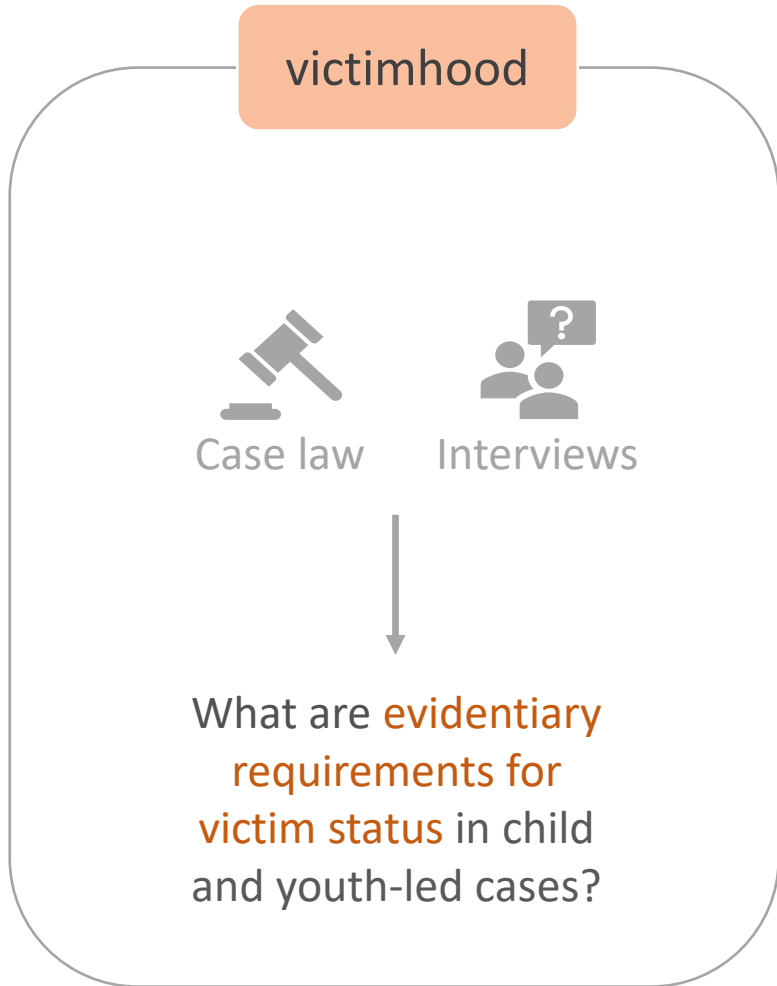 victimhood
?
Case law
Interviews
What are evidentiary
requirements for
victim status in child
and youth-led cases?